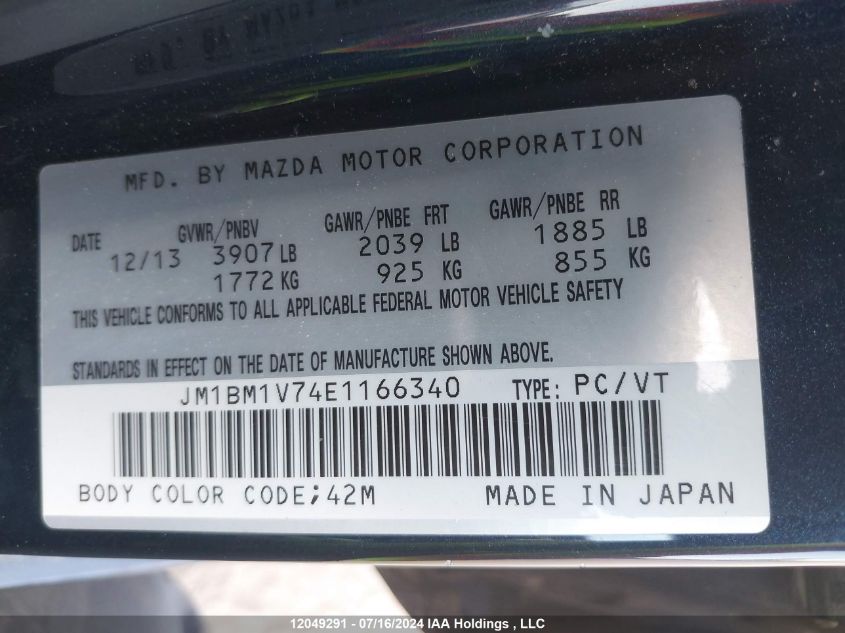 MFD. BY MAZDA MOTOR CORPORATION
DATE GVWR/PNBV GAWR/PNBE FRT GAWR/PNBE RR
12/13 3907 LB 2039 LB 1885 LB
1772 KG 925 KG 855 KG
THIS VEHICLE CONFORMS TO ALL APPLICABLE FEDERAL MOTOR VEHICLE SAFETY
STANDARDS IN EFFECT ON THE DATE OF MANUFACTURE SHOWN ABOVE.
JM1BM1V74E1166340 TYPE: PC/VT
BODY COLOR CODE;42M MADE IN JAPAN
12049291 - 07/16/2024 IAA Holdings , LLC